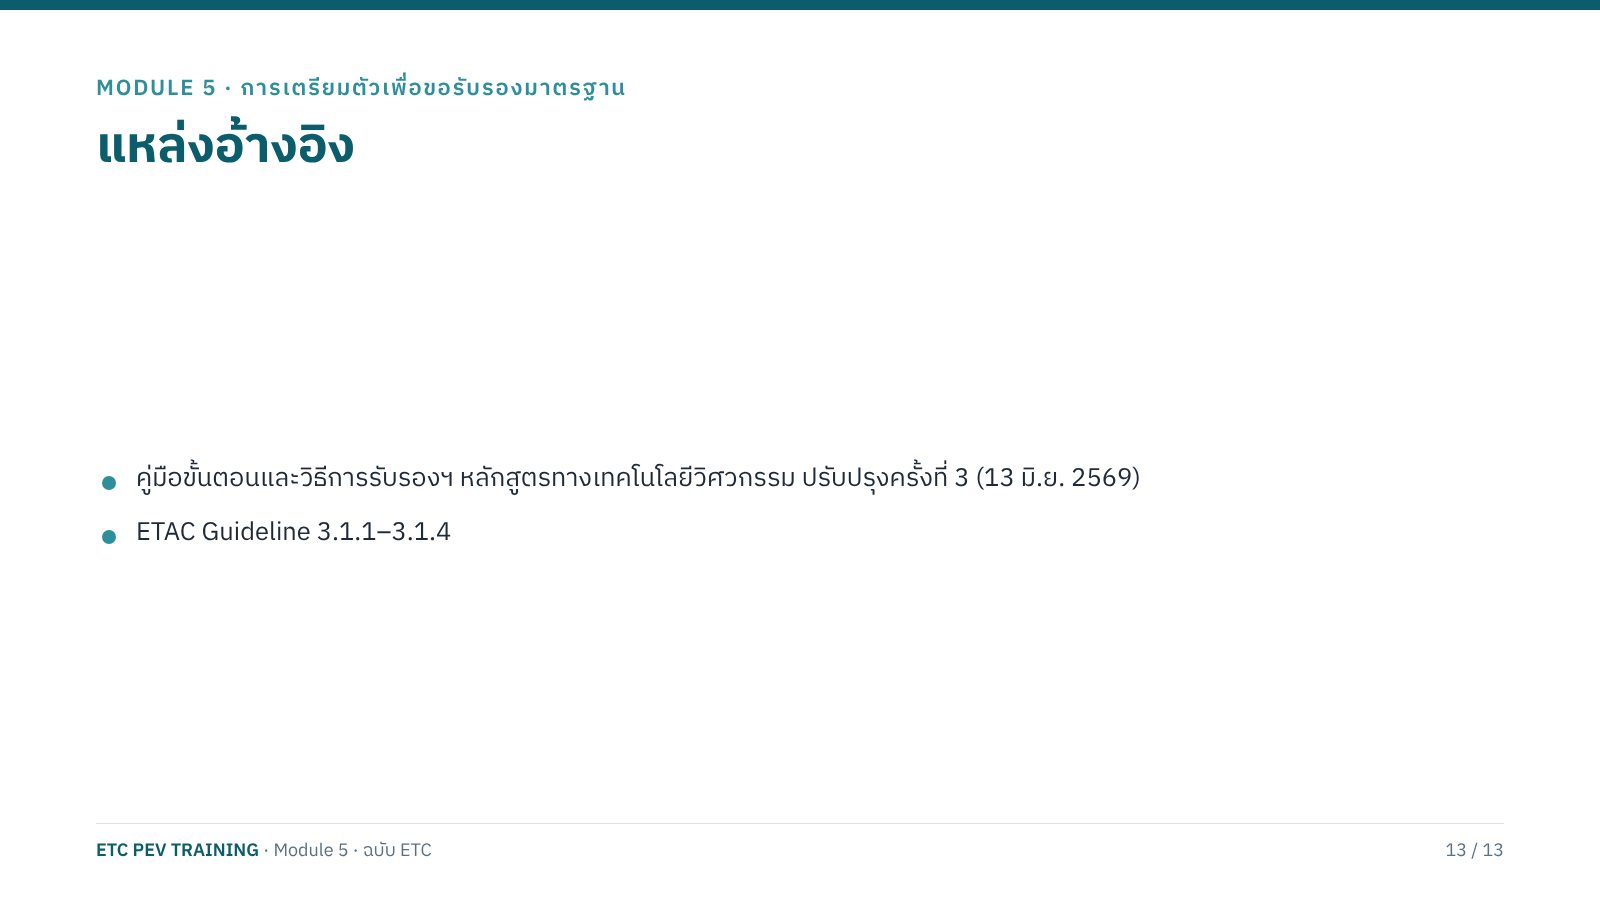 MODULE 5 · การเตรียมตัวเพื่อขอรับรองมาตรฐาน
แหล่งอ้างอิง
คู่มือขั้นตอนและวิธีการรับรองฯ หลักสูตรทางเทคโนโลยีวิศวกรรม ปรับปรุงครั้งที่ 3 (13 มิ.ย. 2569)
ETAC Guideline 3.1.1–3.1.4
ETC PEV TRAINING · Module 5 · ฉบับ ETC
13 / 13